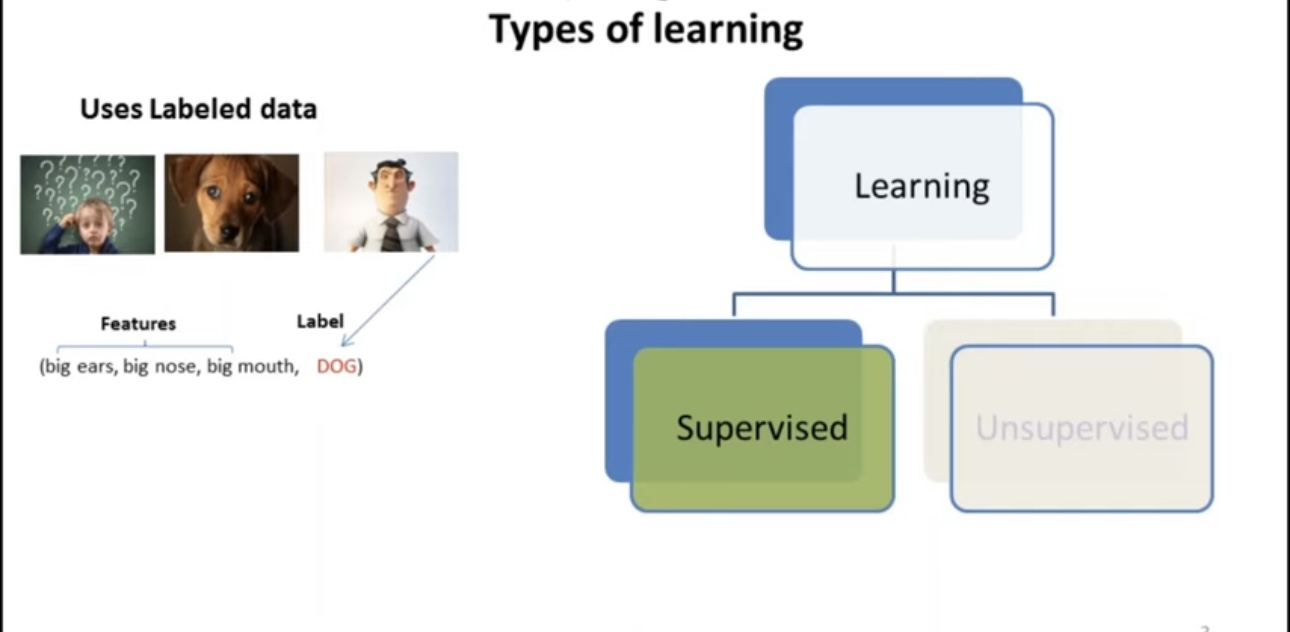 Types of learning
Uses Labeled data
Learning
Features
Label
(big ears, big nose, big mouth, DOG)
Supervised
Unsupervised